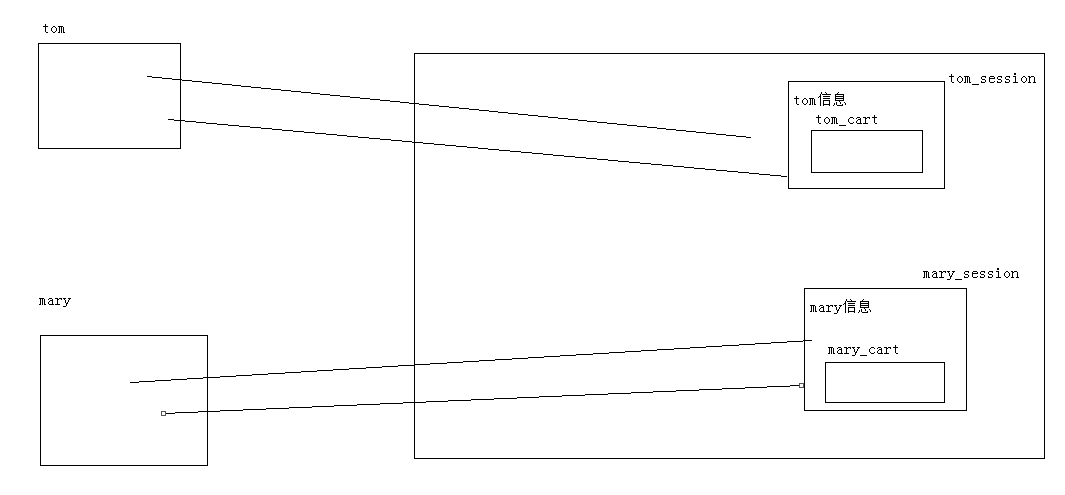 tom
tom_session
tom信息
tom_cart
mary_session
mary
mary信息
mary_cart